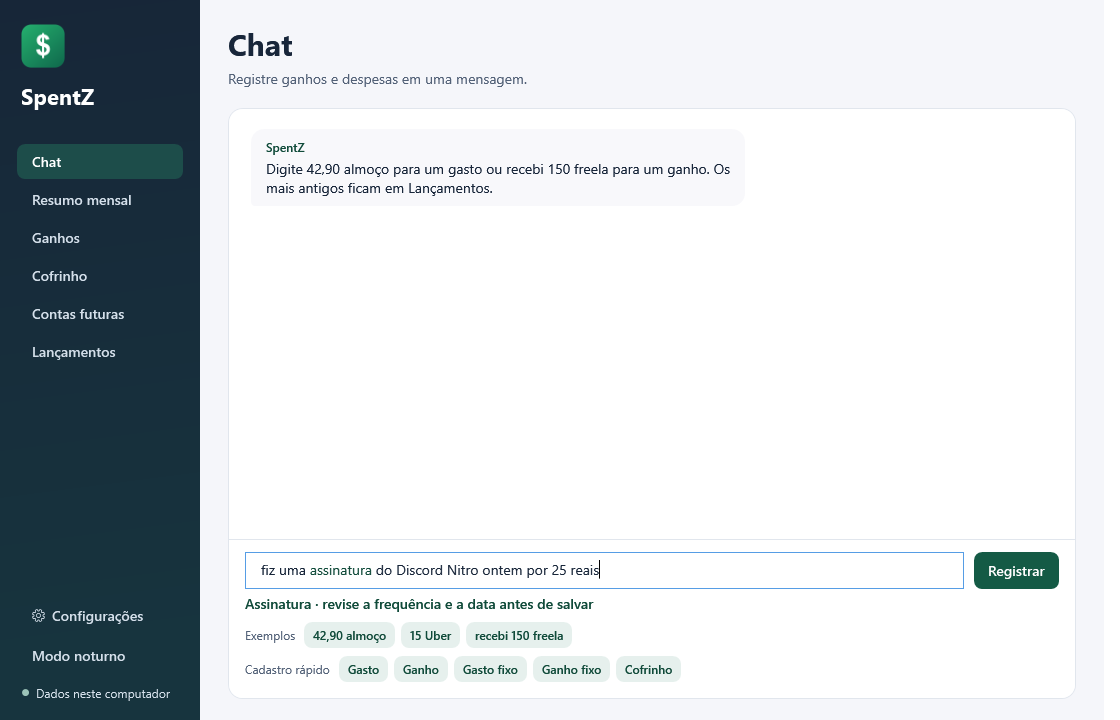 $
SpentZ
Chat
Resumo mensal
Ganhos
Cofrinho
Contas futuras
Lançamentos
Configurações
Modo noturno
Dados neste computador
Chat
Registre ganhos e despesas em uma mensagem.
SpentZ
Digite 42,90 almoço para um gasto ou recebi 150 freela para um ganho. Os
mais antigos ficam em Lançamentos.
fiz uma assinatura do Discord Nitro ontem por 25 reais
Registrar
Assinatura · revise a frequência e a data antes de salvar
Exemplos 42,90 almoço 15 Uber recebi 150 freela
Cadastro rápido Gasto Ganho Gasto fixo Ganho fixo Cofrinho